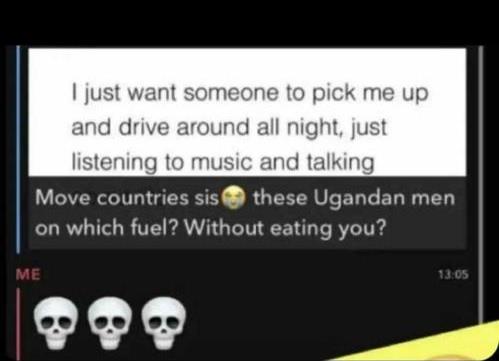 I just want someone to pick me up
and drive around all night, just
listening to music and talking
Move countries sis😭 these Ugandan men
on which fuel? Without eating you?
ME
13:05
💀💀💀